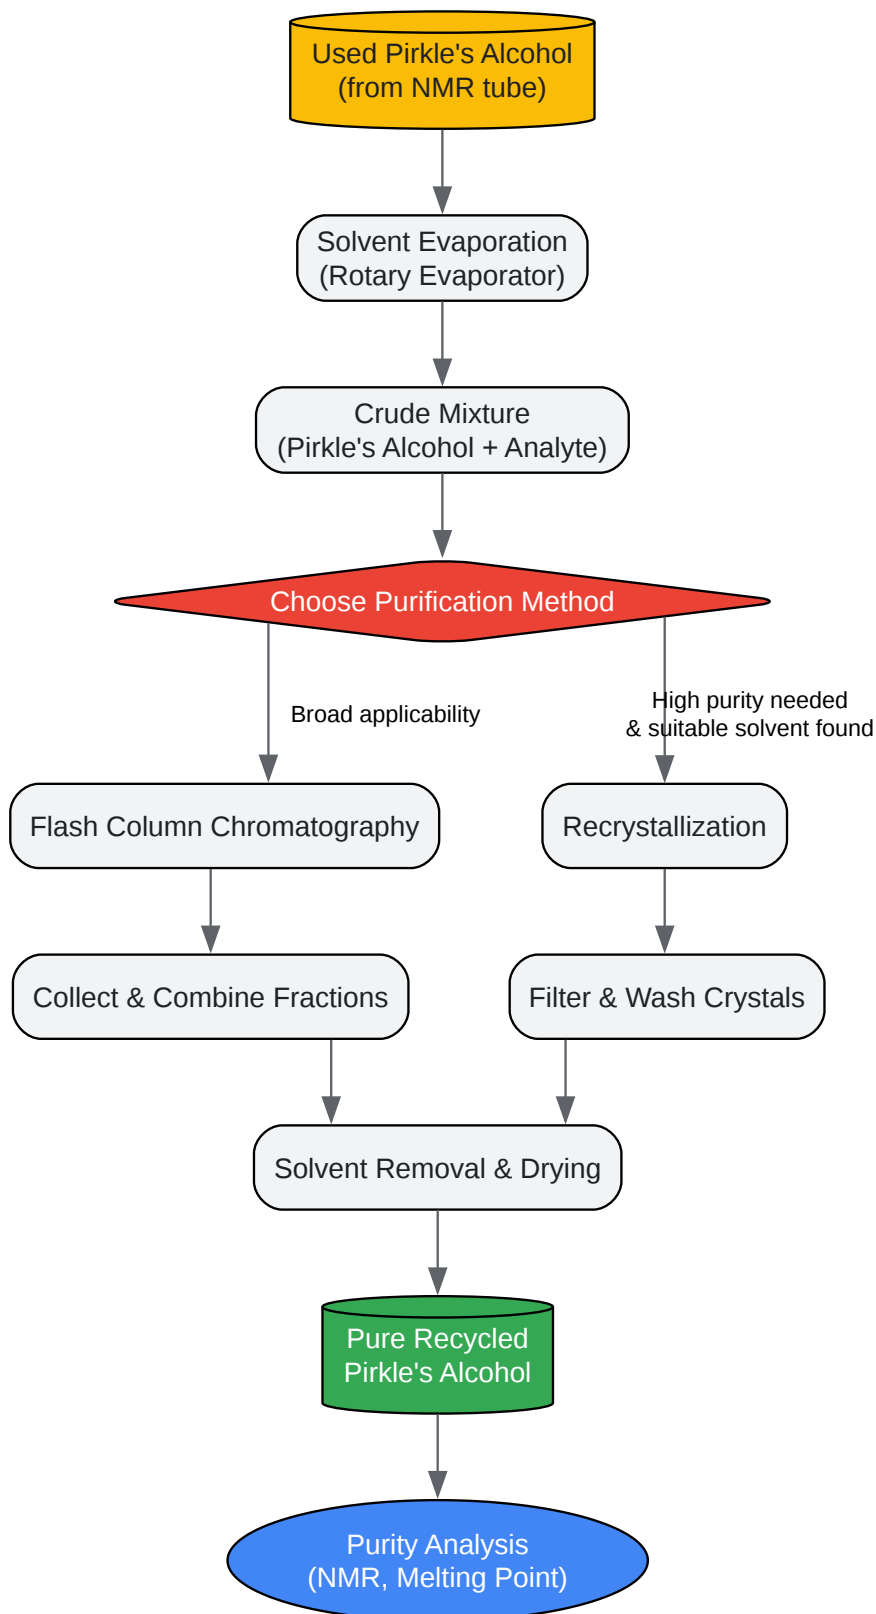 Used Pirkle's Alcohol
(from NMR tube)
Solvent Evaporation
(Rotary Evaporator)
Crude Mixture
(Pirkle's Alcohol + Analyte)
Choose Purification Method
Broad applicability
High purity needed
& suitable solvent found
Flash Column Chromatography
Recrystallization
Collect & Combine Fractions
Filter & Wash Crystals
Solvent Removal & Drying
Pure Recycled
Pirkle's Alcohol
Purity Analysis
(NMR, Melting Point)